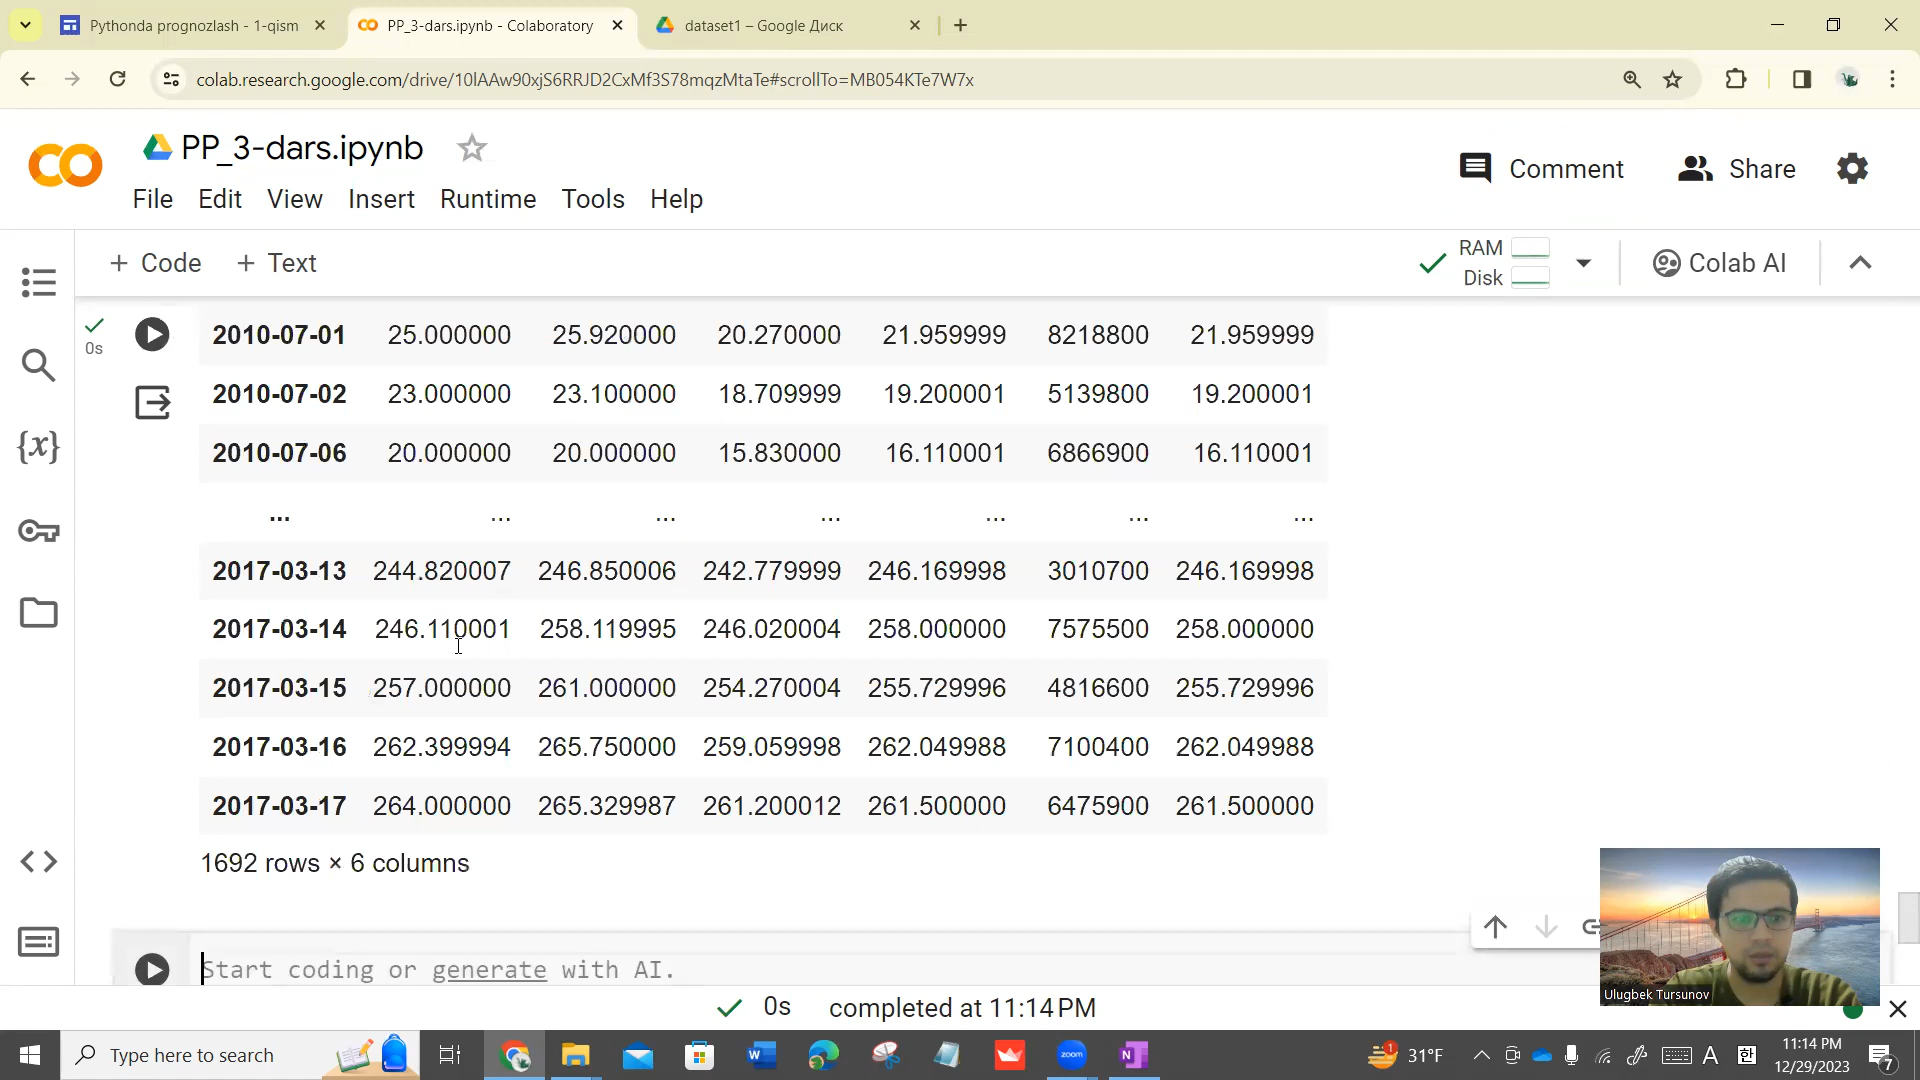 Pythonda prognozlash - 1-qism
PP_3-dars.ipynb - Colaboratory
dataset1 – Google Диск
colab.research.google.com/drive/10lAAw90xjS6RRJD2CxMf3S78mqzMtaTe#scrollTo=MB054KTe7W7x
PP_3-dars.ipynb
Comment
Share
File Edit View Insert Runtime Tools Help
+ Code + Text
RAM
Disk
Colab AI
0s
2010-07-01 25.000000 25.920000 20.270000 21.959999 8218800 21.959999
2010-07-02 23.000000 23.100000 18.709999 19.200001 5139800 19.200001
2010-07-06 20.000000 20.000000 15.830000 16.110001 6866900 16.110001
... ... ... ... ... ... ...
2017-03-13 244.820007 246.850006 242.779999 246.169998 3010700 246.169998
2017-03-14 246.110001 258.119995 246.020004 258.000000 7575500 258.000000
2017-03-15 257.000000 261.000000 254.270004 255.729996 4816600 255.729996
2017-03-16 262.399994 265.750000 259.059998 262.049988 7100400 262.049988
2017-03-17 264.000000 265.329987 261.200012 261.500000 6475900 261.500000
1692 rows × 6 columns
Start coding or generate with AI.
Ulugbek Tursunov
0s completed at 11:14 PM
Type here to search
zoom
31°F
A
한
11:14 PM
12/29/2023
7